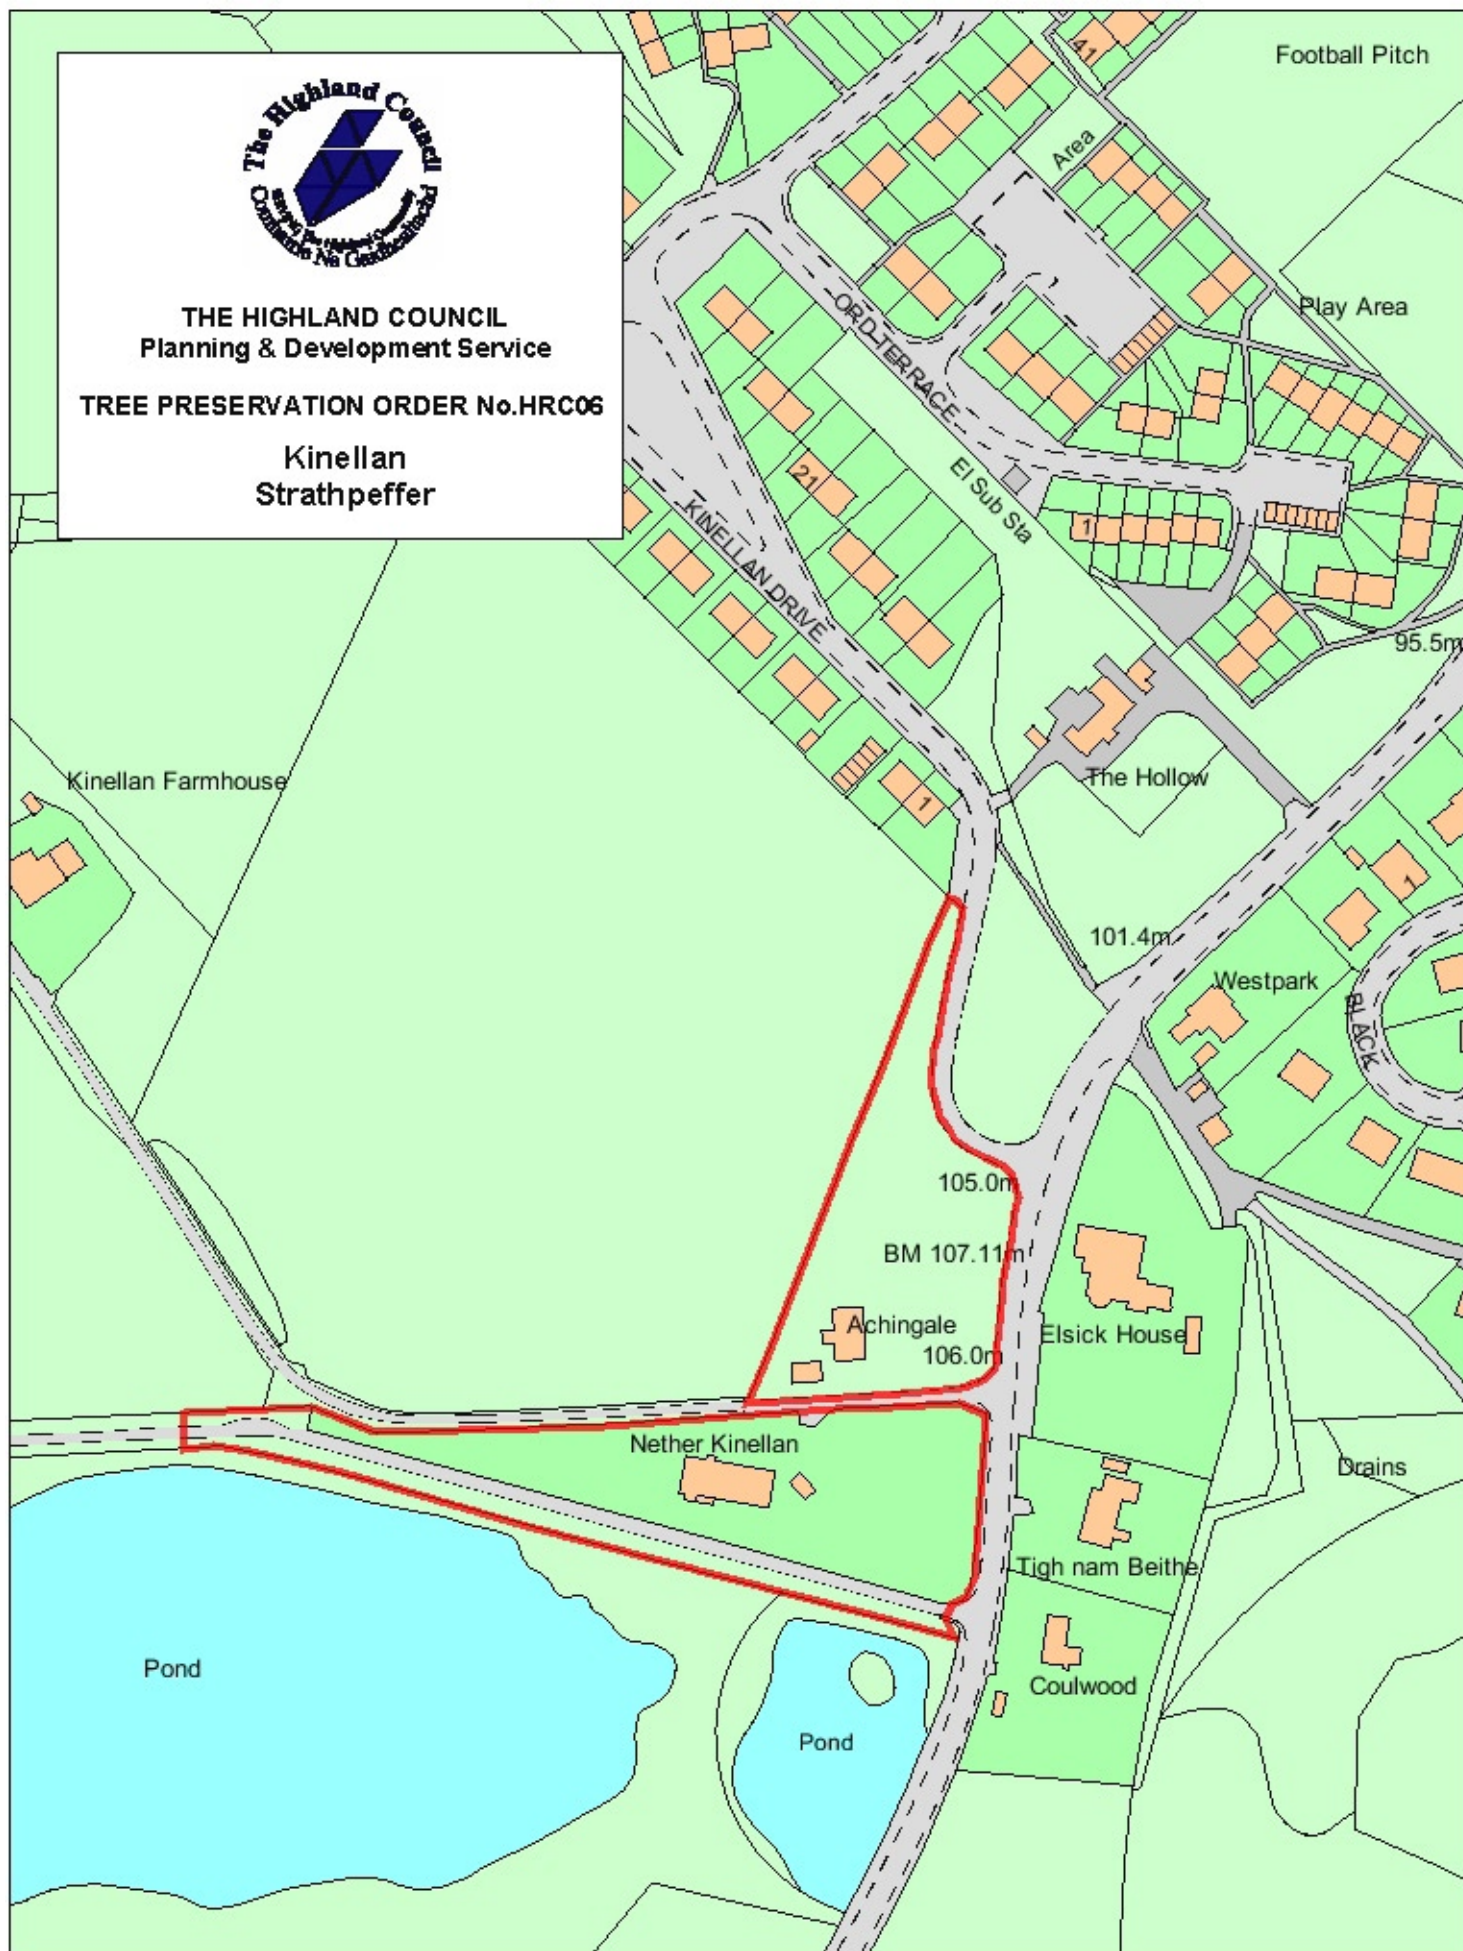 The Highland Council
Comhairle Na Gaidhealtachd
THE HIGHLAND COUNCIL
Planning & Development Service
TREE PRESERVATION ORDER No.HRC06
Kinellan
Strathpeffer
41
Football Pitch
Area
Play Area
ORD TERRACE
El Sub Sta
21
1
KINELLAN DRIVE
95.5m
Kinellan Farmhouse
The Hollow
1
1
101.4m
Westpark
BLACK
105.0m
BM 107.11m
Achingale
Elsick House
106.0m
Nether Kinellan
Drains
Tigh nam Beithe
Pond
Coulwood
Pond